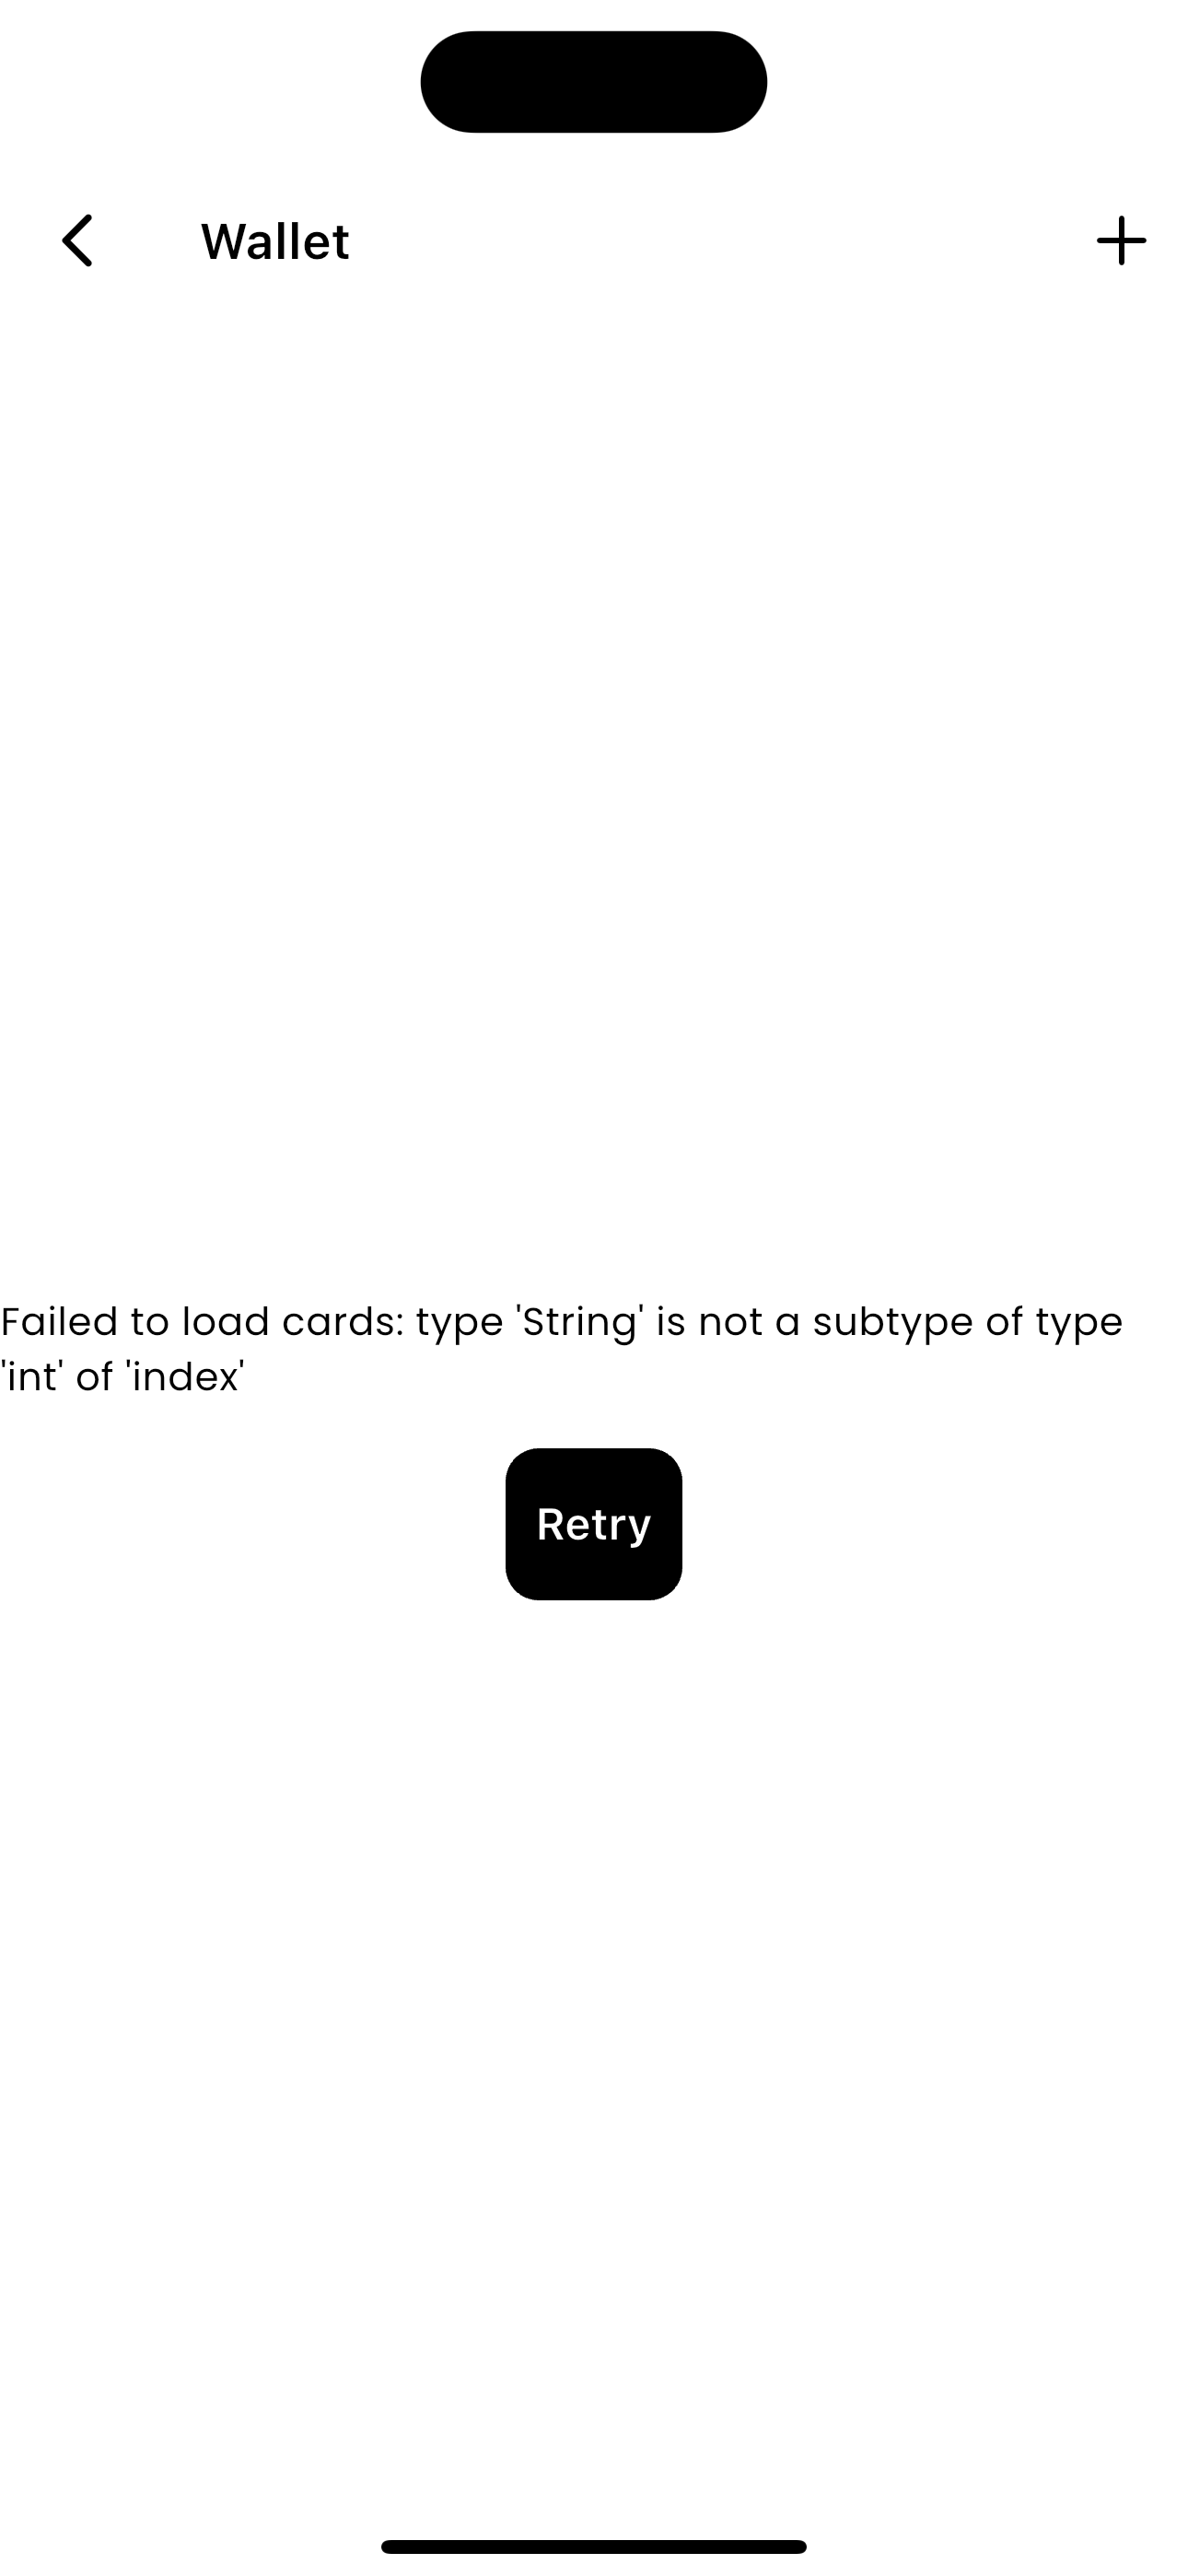 Wallet
Failed to load cards: type 'String' is not a subtype of type
'int' of 'index'
Retry